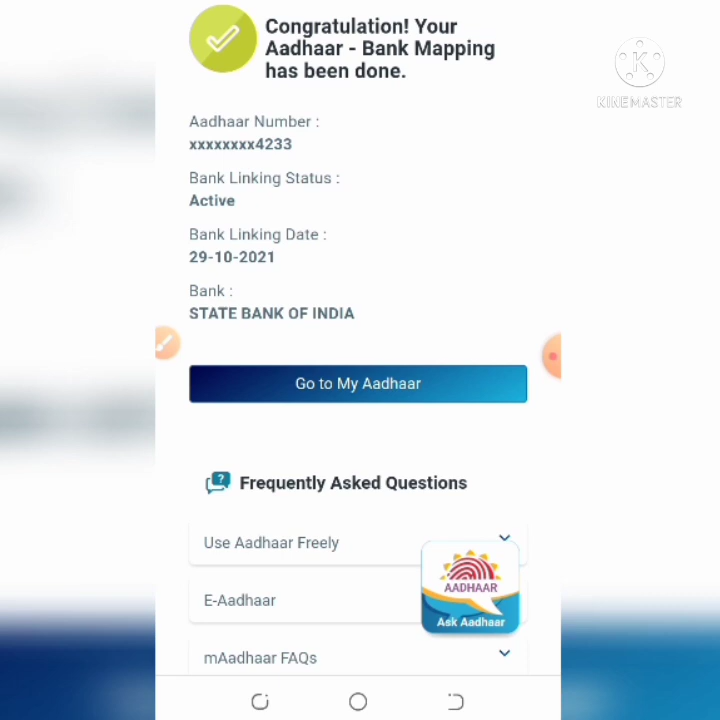 Congratulation! Your
Aadhaar - Bank Mapping
has been done.
K
KINEMASTER
Aadhaar Number :
xxxxxxxx4233
Bank Linking Status :
Active
Bank Linking Date :
29-10-2021
Bank :
STATE BANK OF INDIA
Go to My Aadhaar
?
Frequently Asked Questions
Use Aadhaar Freely
E-Aadhaar
mAadhaar FAQs
AADHAAR
Ask Aadhaar